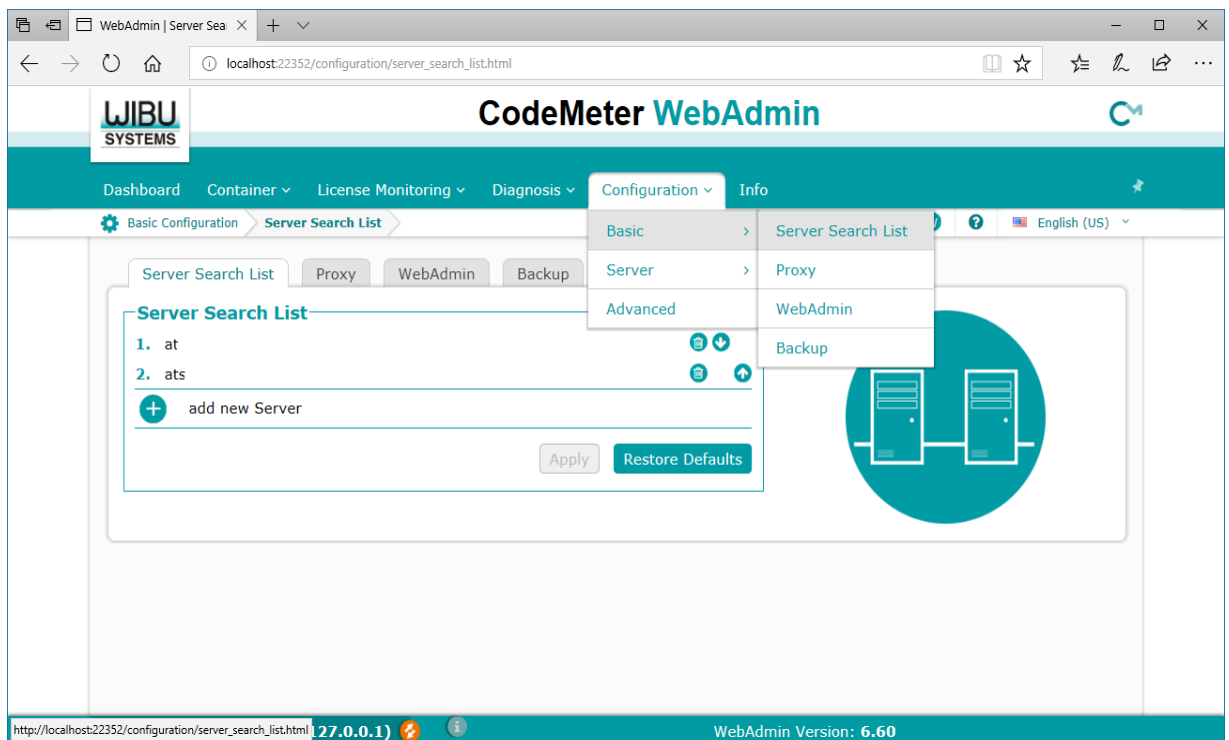 WebAdmin | Server Sea
localhost:22352/configuration/server_search_list.html
WIBU
SYSTEMS
CodeMeter WebAdmin
Dashboard Container License Monitoring Diagnosis Configuration Info
Basic Configuration Server Search List
English (US)
Basic
Server
Advanced
Server Search List
Proxy
WebAdmin
Backup
Server Search List Proxy WebAdmin Backup
Server Search List
1. at
2. ats
add new Server
Apply Restore Defaults
http://localhost:22352/configuration/server_search_list.html 127.0.0.1)
WebAdmin Version: 6.60